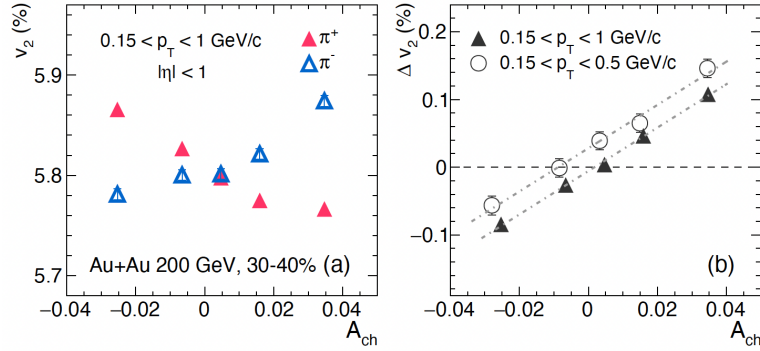 v2 (%)
5.9
5.8
5.7
0.15 < pT < 1 GeV/c
|η| < 1
π+
π-
Au+Au 200 GeV, 30-40% (a)
−0.04 −0.02 0 0.02 0.04
Ach
Δ v2 (%)
0.2
0.1
0
−0.1
0.15 < pT < 1 GeV/c
0.15 < pT < 0.5 GeV/c
(b)
−0.04 −0.02 0 0.02 0.04
Ach